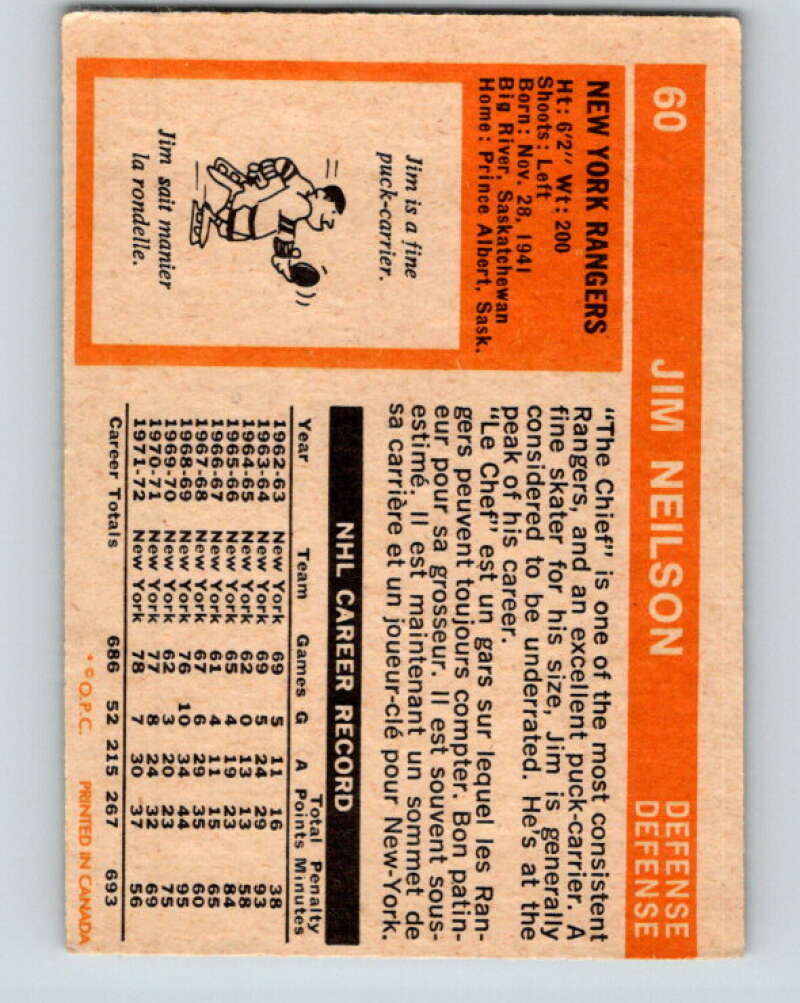 60
JIM NEILSON
DEFENSE
DEFENSE
NEW YORK RANGERS
Ht: 6'2" Wt: 200
Shoots: Left
Born: Nov. 28, 1941
Big River, Saskatchewan
Home: Prince Albert, Sask.
Jim is a fine
puck-carrier.
Jim sait manier
la rondelle.
"The Chief" is one of the most consistent
Rangers, and an excellent puck-carrier. A
fine skater for his size, Jim is generally
considered to be underrated. He's at the
peak of his career.
"Le Chef" est un gars sur lequel les Ran-
gers peuvent toujours compter. Bon patin-
eur pour sa grosseur. Il est souvent sous-
estimé. Il est maintenant un sommet de
sa carrière et un joueur-clé pour New-York.
NHL CAREER RECORD
Year Team Games G A Total Points Penalty Minutes
1962-63 New York 69 5 11 16 38
1963-64 New York 69 5 24 29 93
1964-65 New York 62 0 13 13 58
1965-66 New York 65 4 19 23 84
1966-67 New York 61 4 11 15 65
1967-68 New York 67 6 29 35 60
1968-69 New York 76 10 34 44 95
1969-70 New York 62 3 20 23 75
1970-71 New York 77 8 24 32 69
1971-72 New York 78 7 30 37 56
Career Totals 686 52 215 267 693
* © O.P.C. PRINTED IN CANADA